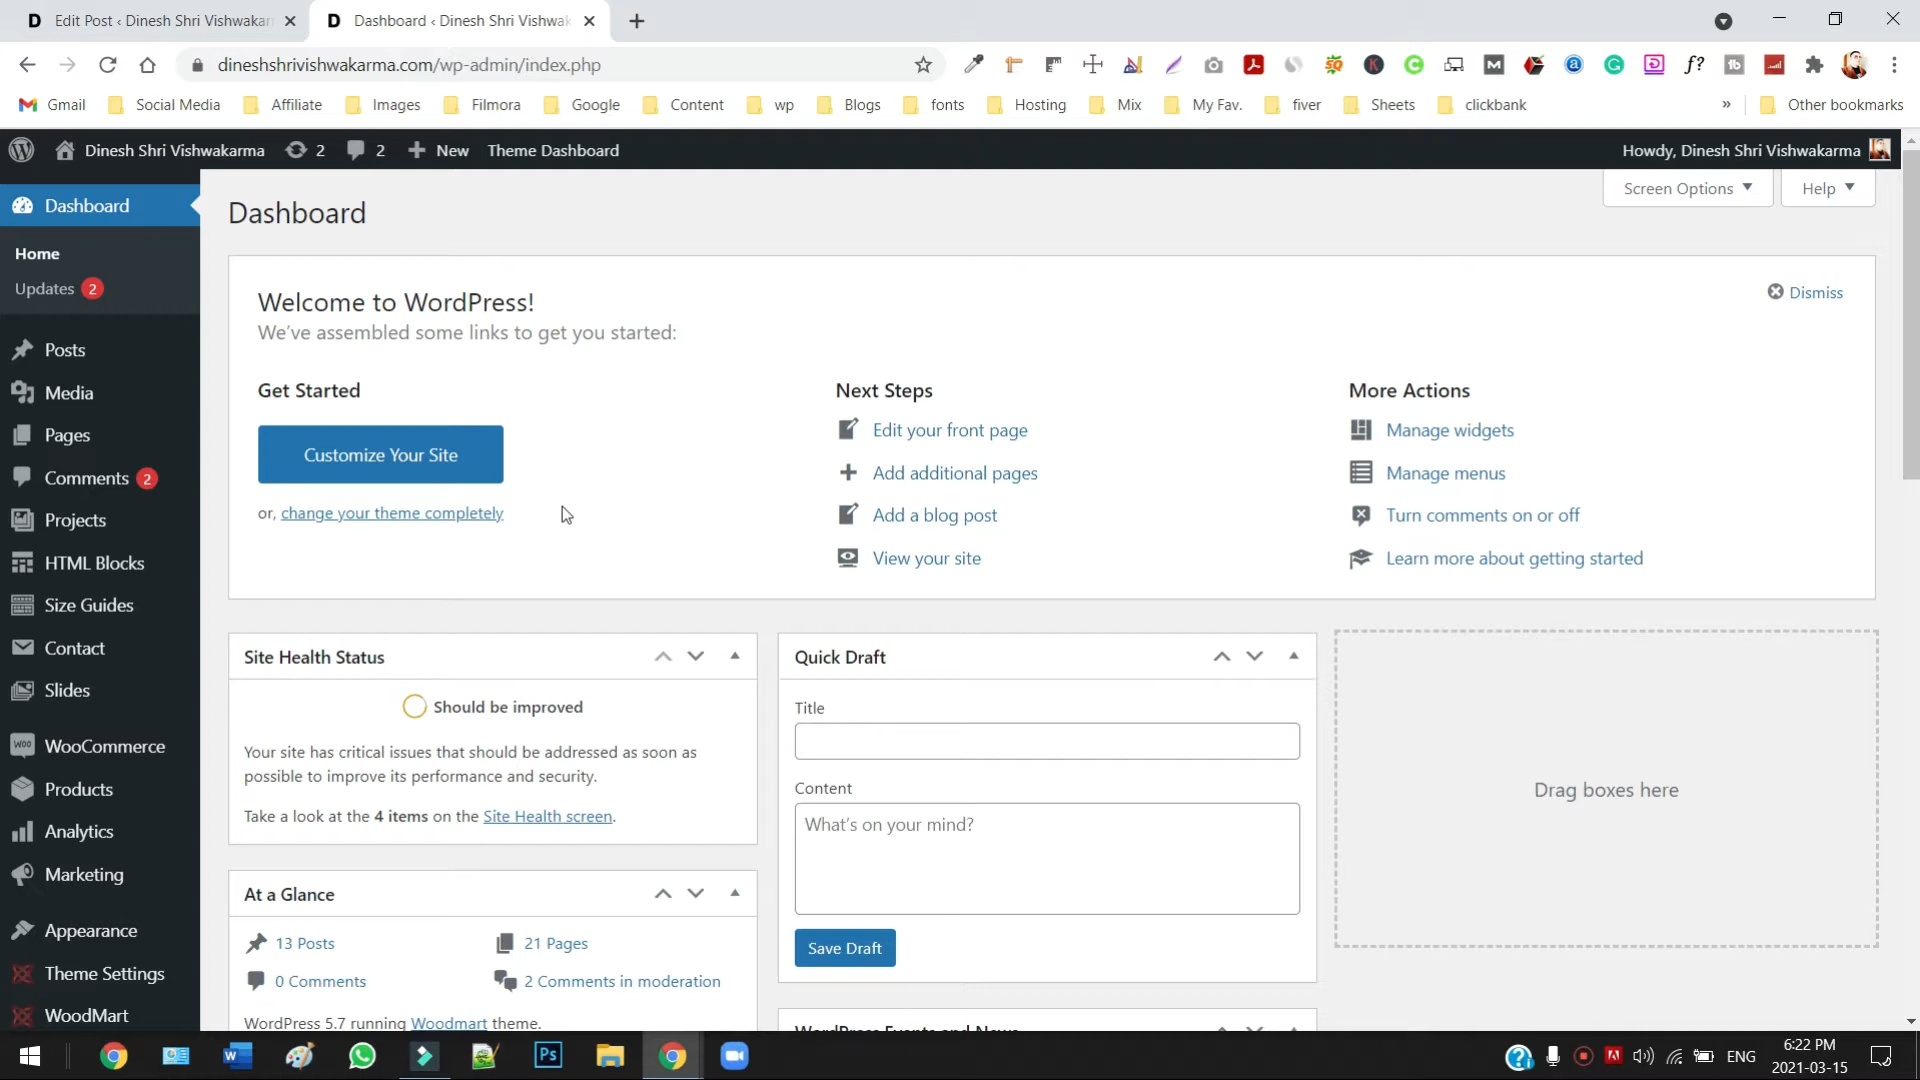 Edit Post ‹ Dinesh Shri Vishwakar
Dashboard ‹ Dinesh Shri Vishwak
dineshshrivishwakarma.com/wp-admin/index.php
Gmail
Social Media
Affiliate
Images
Filmora
Google
Content
wp
Blogs
fonts
Hosting
Mix
My Fav.
fiver
Sheets
clickbank
»
Other bookmarks
Dinesh Shri Vishwakarma
2
2
New
Theme Dashboard
Howdy, Dinesh Shri Vishwakarma
Dashboard
Home
Updates 2
Posts
Media
Pages
Comments 2
Projects
HTML Blocks
Size Guides
Contact
Slides
WooCommerce
Products
Analytics
Marketing
Appearance
Theme Settings
WoodMart
Screen Options
Help
Dashboard
Welcome to WordPress!
We've assembled some links to get you started:
Dismiss
Get Started
Customize Your Site
or, change your theme completely
Next Steps
Edit your front page
Add additional pages
Add a blog post
View your site
More Actions
Manage widgets
Manage menus
Turn comments on or off
Learn more about getting started
Site Health Status
Should be improved
Your site has critical issues that should be addressed as soon as
possible to improve its performance and security.
Take a look at the 4 items on the Site Health screen.
At a Glance
13 Posts
21 Pages
0 Comments
2 Comments in moderation
WordPress 5.7 running Woodmart theme.
Quick Draft
Title
Content
What's on your mind?
Save Draft
WordPress Events and News
Drag boxes here
ENG
6:22 PM
2021-03-15